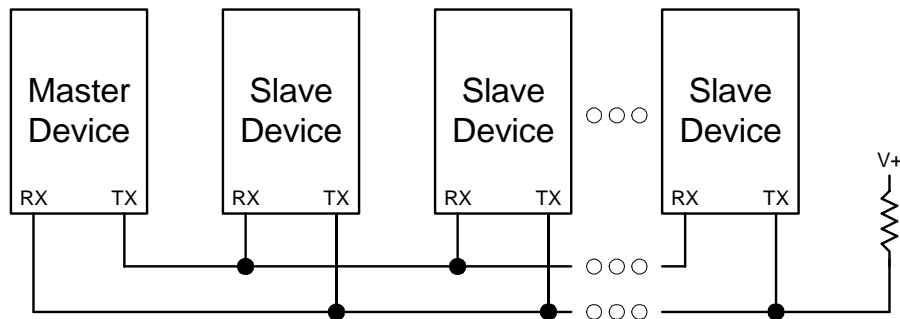 Master
Device
Slave
Device
Slave
Device
Slave
Device
RX TX
RX TX
RX TX
RX TX
V+